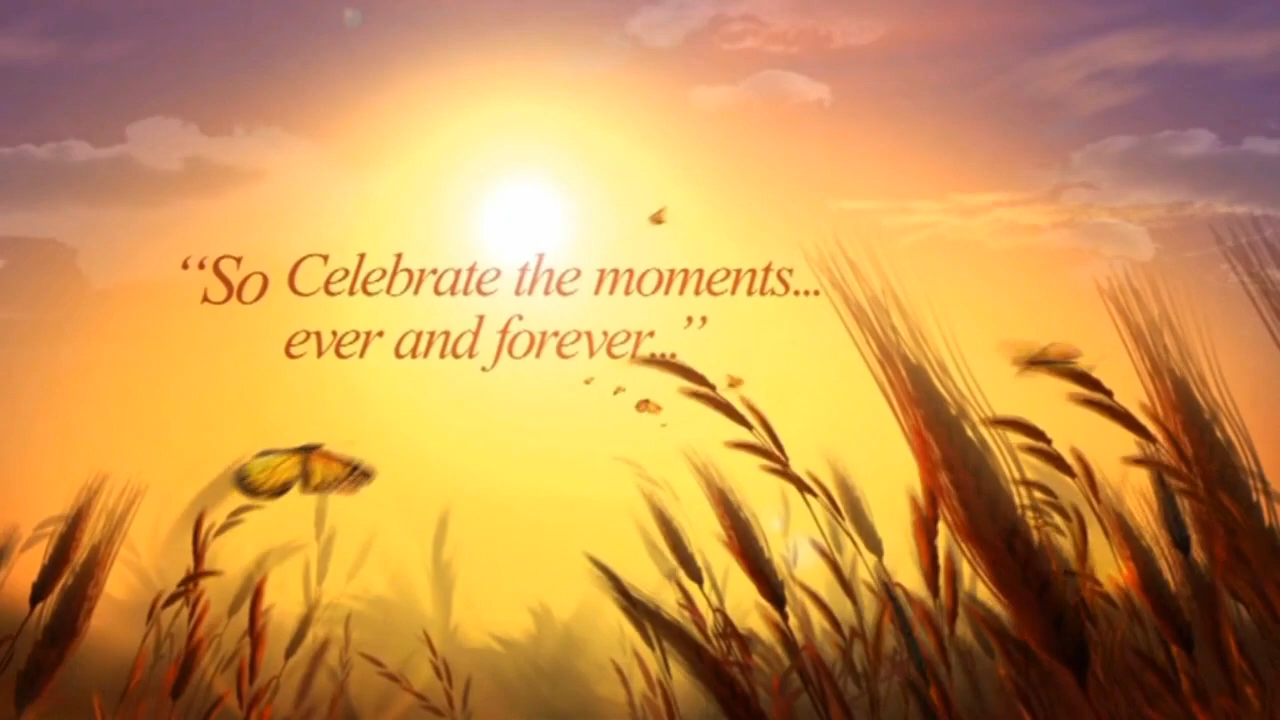 “So Celebrate the moments...
ever and forever...”